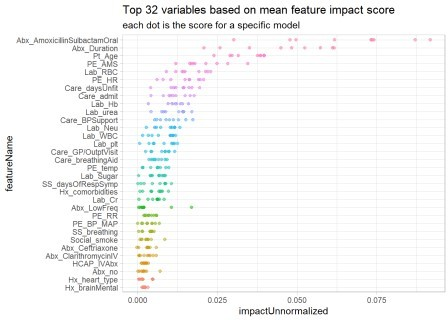 Top 32 variables based on mean feature impact score
each dot is the score for a specific model
featureName
Abx_AmoxicillinSulbactamOral
Abx_Duration
Pt_Age
PE_AMS
Lab_RBC
PE_HR
Care_daysUnfit
Care_admit
Lab_Hb
Lab_urea
Care_BPSupport
Lab_Neu
Lab_WBC
Lab_plt
Care_GP/OutptVisit
Care_breathingAid
PE_temp
Lab_Sugar
SS_daysOfRespSymp
Hx_comorbidities
Lab_Cr
Abx_LowFreq
PE_RR
PE_BP_MAP
SS_breathing
Social_smoke
Abx_Ceftriaxone
Abx_ClarithromycinIV
HCAP_IVAbx
Abx_no
Hx_heart_type
Hx_brainMental
0.000 0.025 0.050 0.075
impactUnnormalized